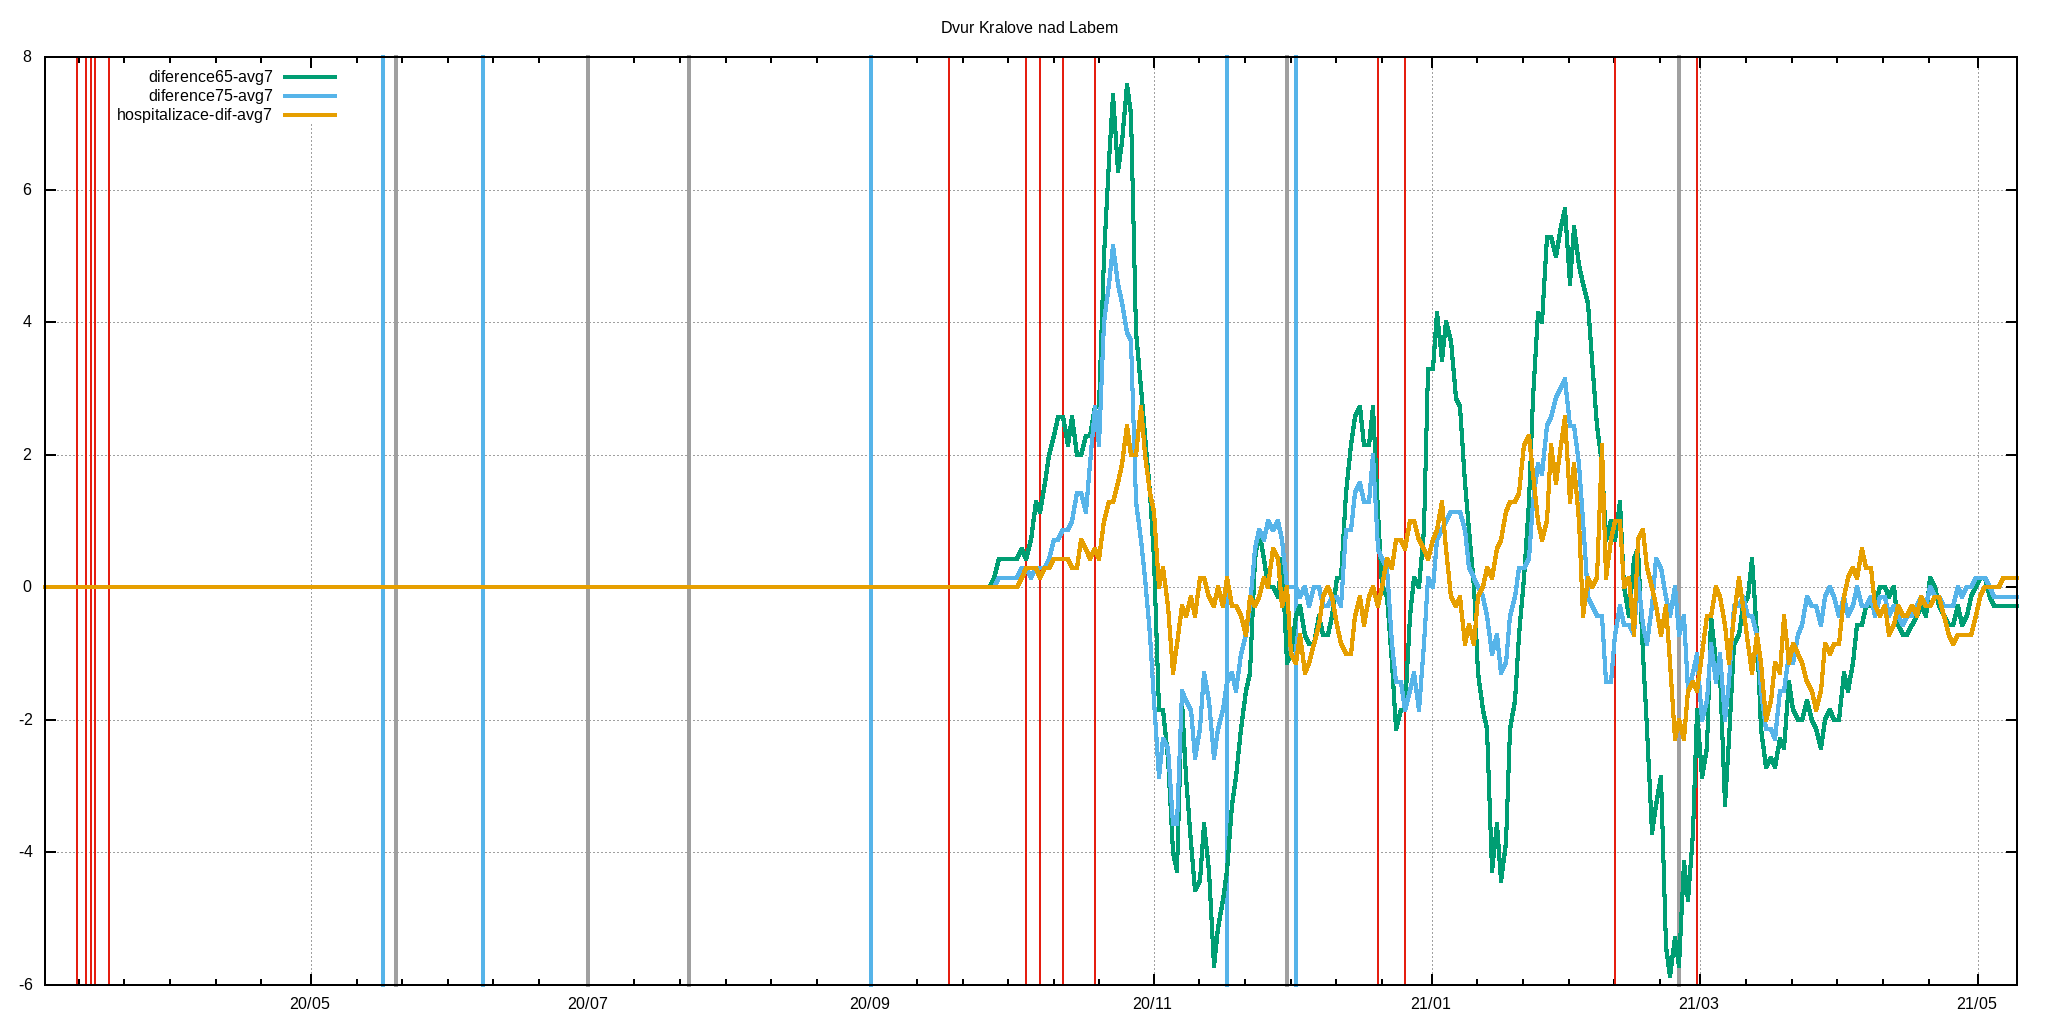 Dvur Kralove nad Labem
diference65-avg7
diference75-avg7
hospitalizace-dif-avg7
8
6
4
2
0
-2
-4
-6
20/05 20/07 20/09 20/11 21/01 21/03 21/05